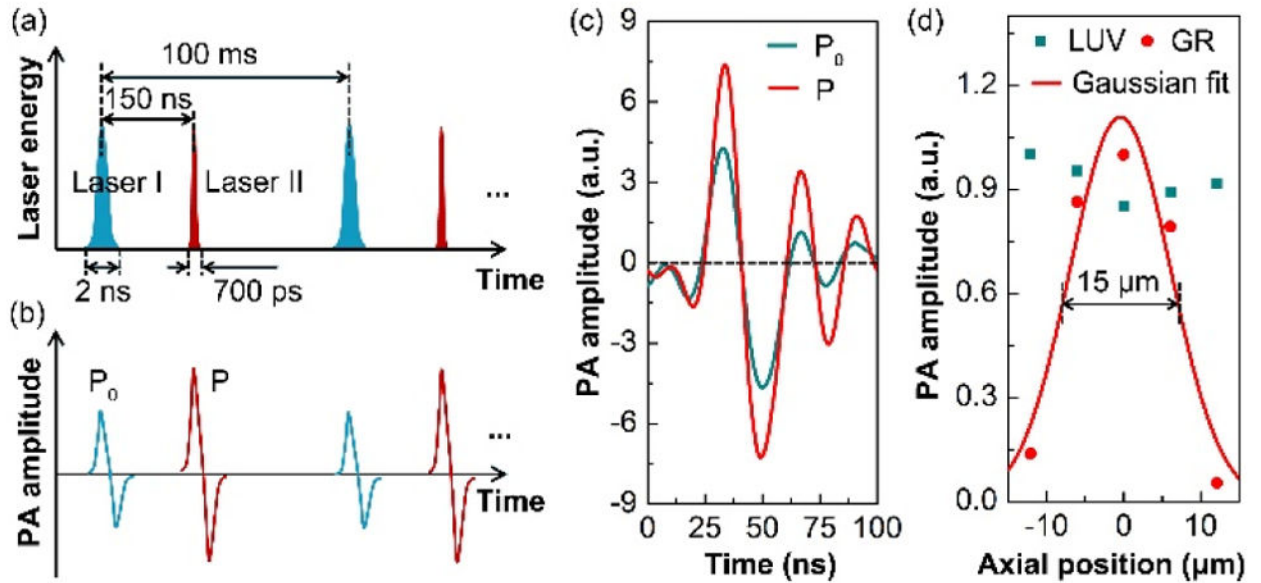 (a)
Laser energy
100 ms
150 ns
Laser I
Laser II
...
Time
2 ns
700 ps
(b)
PA amplitude
P₀
P
...
Time
(c)
PA amplitude (a.u.)
9
6
3
0
-3
-6
-9
P₀
P
0
25
50
75
100
Time (ns)
(d)
PA amplitude (a.u.)
1.2
0.9
0.6
0.3
0.0
LUV
GR
Gaussian fit
15 µm
-10
0
10
Axial position (µm)